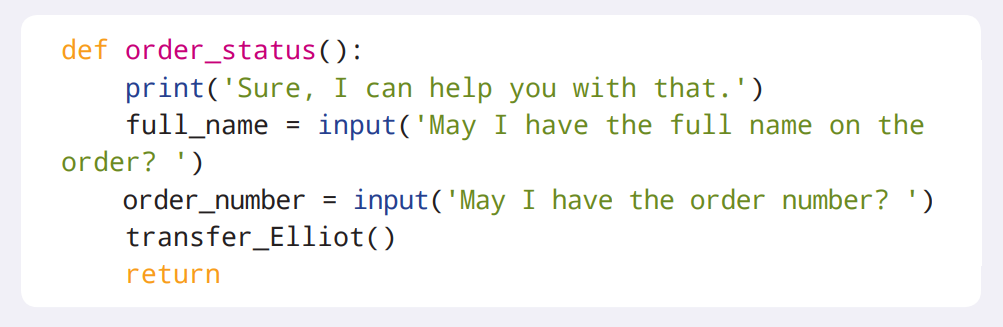 def order_status():
    print('Sure, I can help you with that.')
    full_name = input('May I have the full name on the
order? ')
    order_number = input('May I have the order number? ')
    transfer_Elliot()
    return